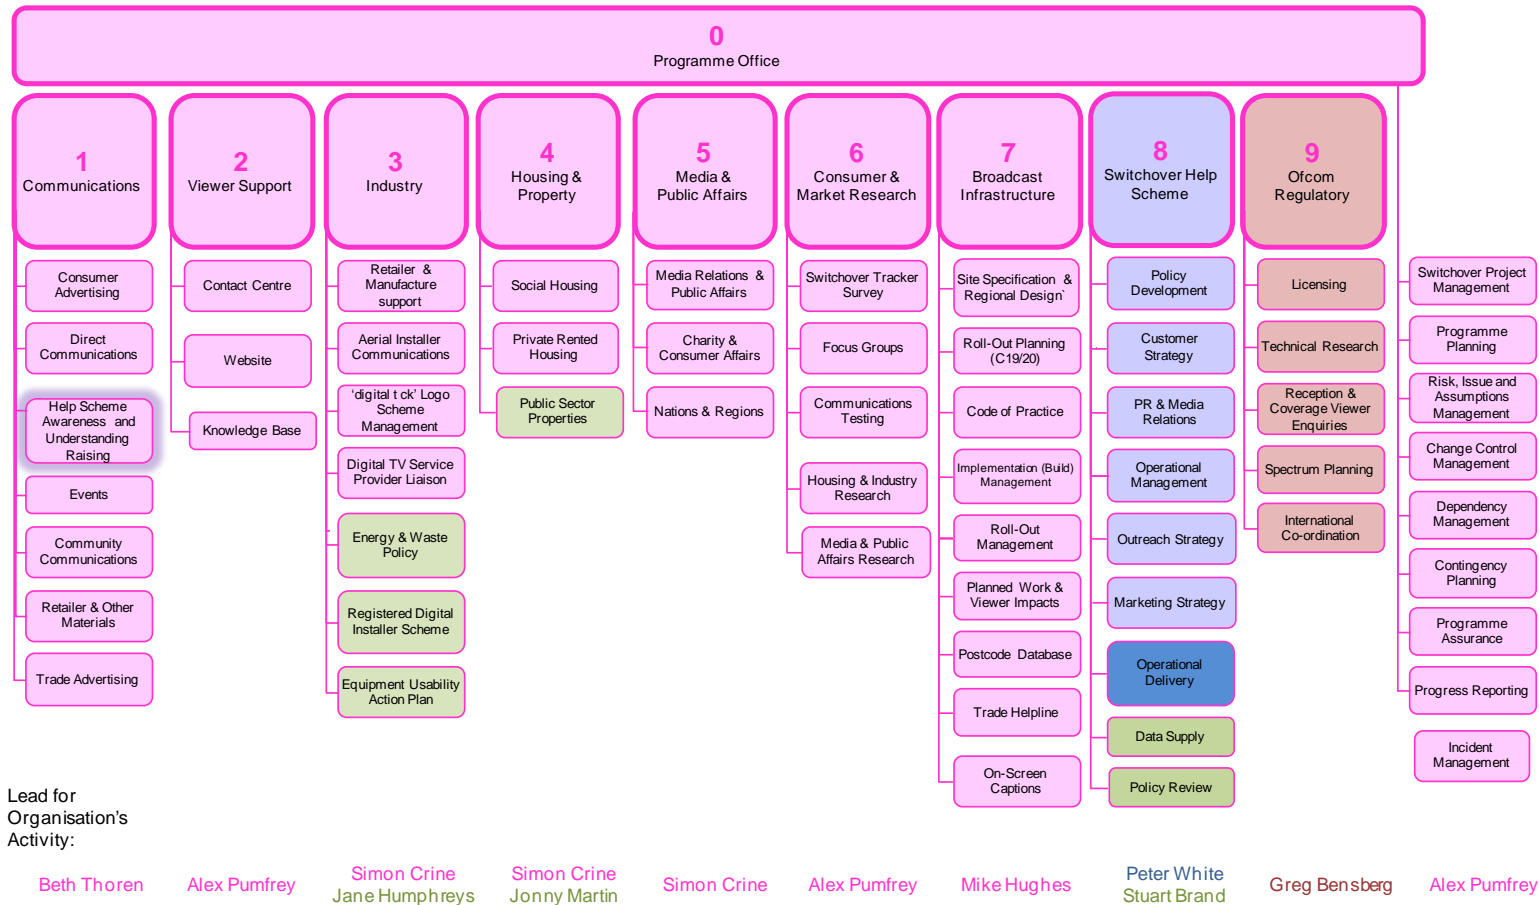 0
Programme Office
1
Communications
Consumer
Advertising
Direct
Communications
Help Scheme
Awareness and
Understanding
Raising
Events
Community
Communications
Retailer & Other
Materials
Trade Advertising
2
Viewer Support
Contact Centre
Website
Knowledge Base
3
Industry
Retailer &
Manufacture
support
Aerial Installer
Communications
'digital t ck' Logo
Scheme
Management
Digital TV Service
Provider Liaison
Energy & Waste
Policy
Registered Digital
Installer Scheme
Equipment Usability
Action Plan
4
Housing &
Property
Social Housing
Private Rented
Housing
Public Sector
Properties
5
Media &
Public Affairs
Media Relations &
Public Affairs
Charity &
Consumer Affairs
Nations & Regions
6
Consumer &
Market Research
Switchover Tracker
Survey
Focus Groups
Communications
Testing
Housing & Industry
Research
Media & Public
Affairs Research
7
Broadcast
Infrastructure
Site Specification &
Regional Design`
Roll-Out Planning
(C19/20)
Code of Practice
Implementation (Build)
Management
Roll-Out
Management
Planned Work &
Viewer Impacts
Postcode Database
Trade Helpline
On-Screen
Captions
8
Switchover Help
Scheme
Policy
Development
Customer
Strategy
PR & Media
Relations
Operational
Management
Outreach Strategy
Marketing Strategy
Operational
Delivery
Data Supply
Policy Review
9
Ofcom
Regulatory
Licensing
Technical Research
Reception &
Coverage Viewer
Enquiries
Spectrum Planning
International
Co-ordination
Switchover Project
Management
Programme
Planning
Risk, Issue and
Assumptions
Management
Change Control
Management
Dependency
Management
Contingency
Planning
Programme
Assurance
Progress Reporting
Incident
Management
Lead for
Organisation's
Activity:
Beth Thoren
Alex Pumfrey
Simon Crine
Jane Humphreys
Simon Crine
Jonny Martin
Simon Crine
Alex Pumfrey
Mike Hughes
Peter White
Stuart Brand
Greg Bensberg
Alex Pumfrey